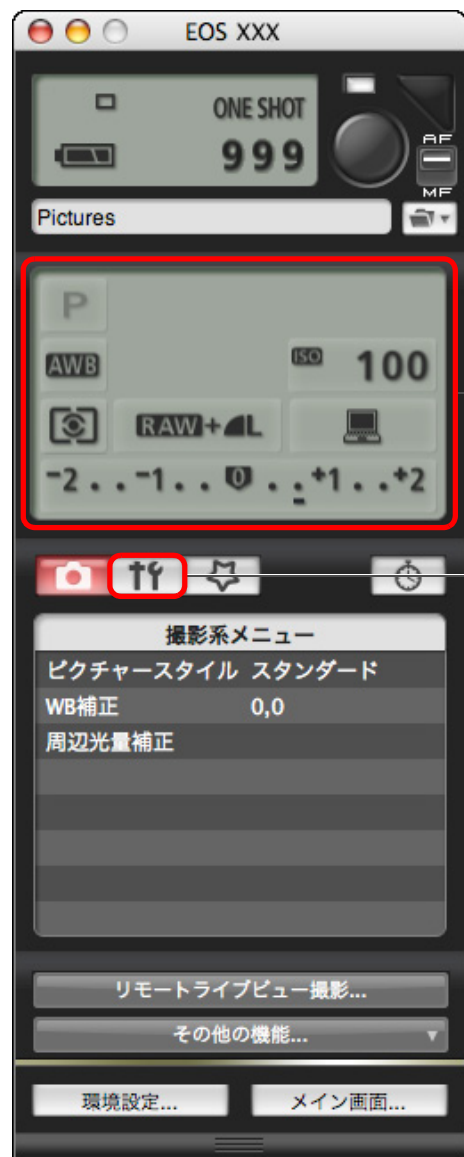 EOS XXX
ONE SHOT
999
AF
MF
Pictures
P
AWB
ISO 100
RAW+L
-2..-1..0..+1..+2
撮影系メニュー
ピクチャースタイル スタンダード
WB補正 0,0
周辺光量補正
リモートライブビュー撮影...
その他の機能...
環境設定... メイン画面...